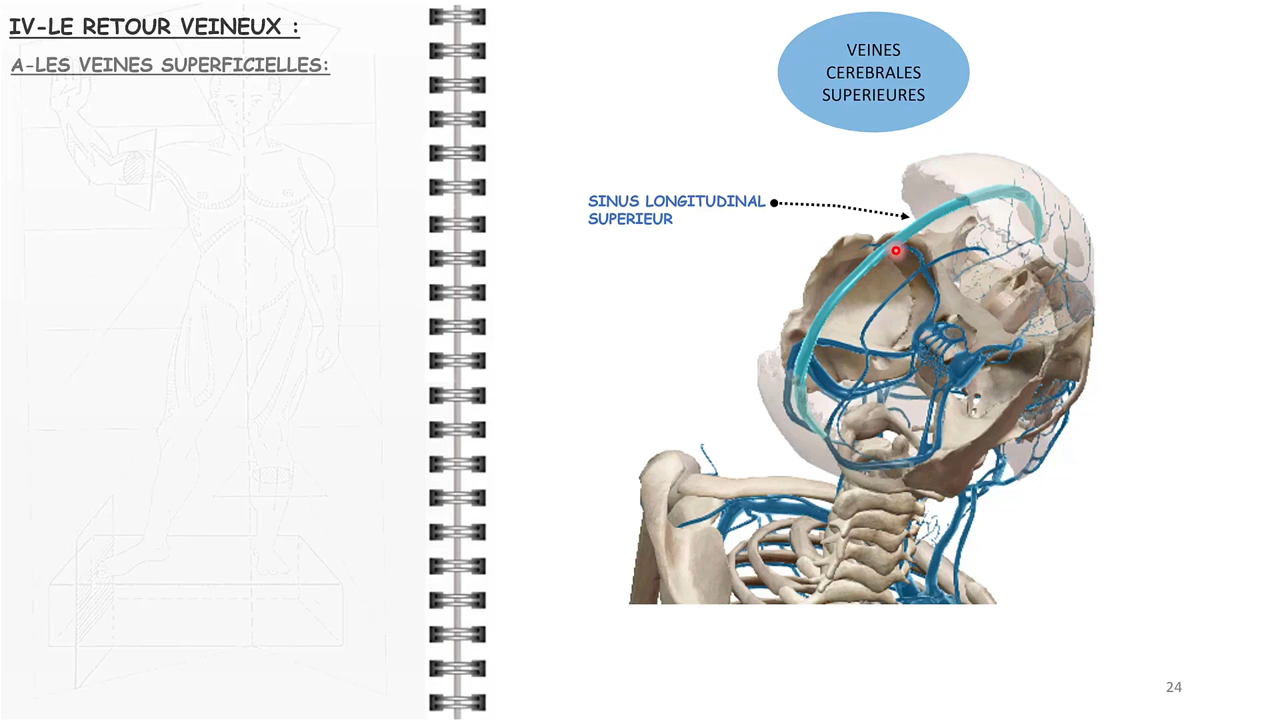 IV-LE RETOUR VEINEUX :
A-LES VEINES SUPERFICIELLES:
VEINES
CEREBRALES
SUPERIEURES
SINUS LONGITUDINAL
SUPERIEUR
24